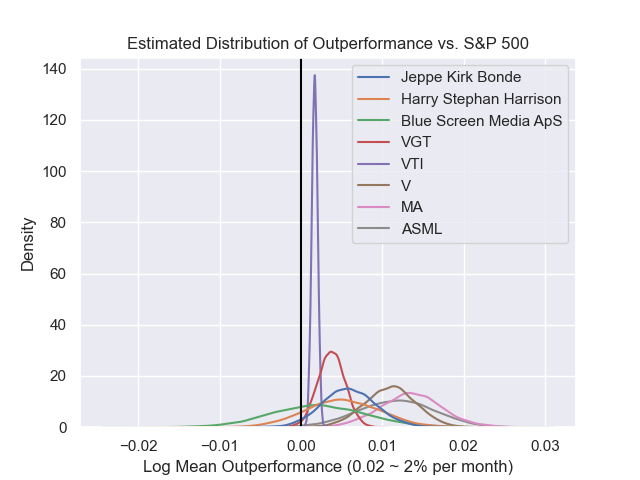 Estimated Distribution of Outperformance vs. S&P 500
140
120
100
80
60
40
20
0
Density
Jeppe Kirk Bonde
Harry Stephan Harrison
Blue Screen Media ApS
VGT
VTI
V
MA
ASML
−0.02 −0.01 0.00 0.01 0.02 0.03
Log Mean Outperformance (0.02 ~ 2% per month)